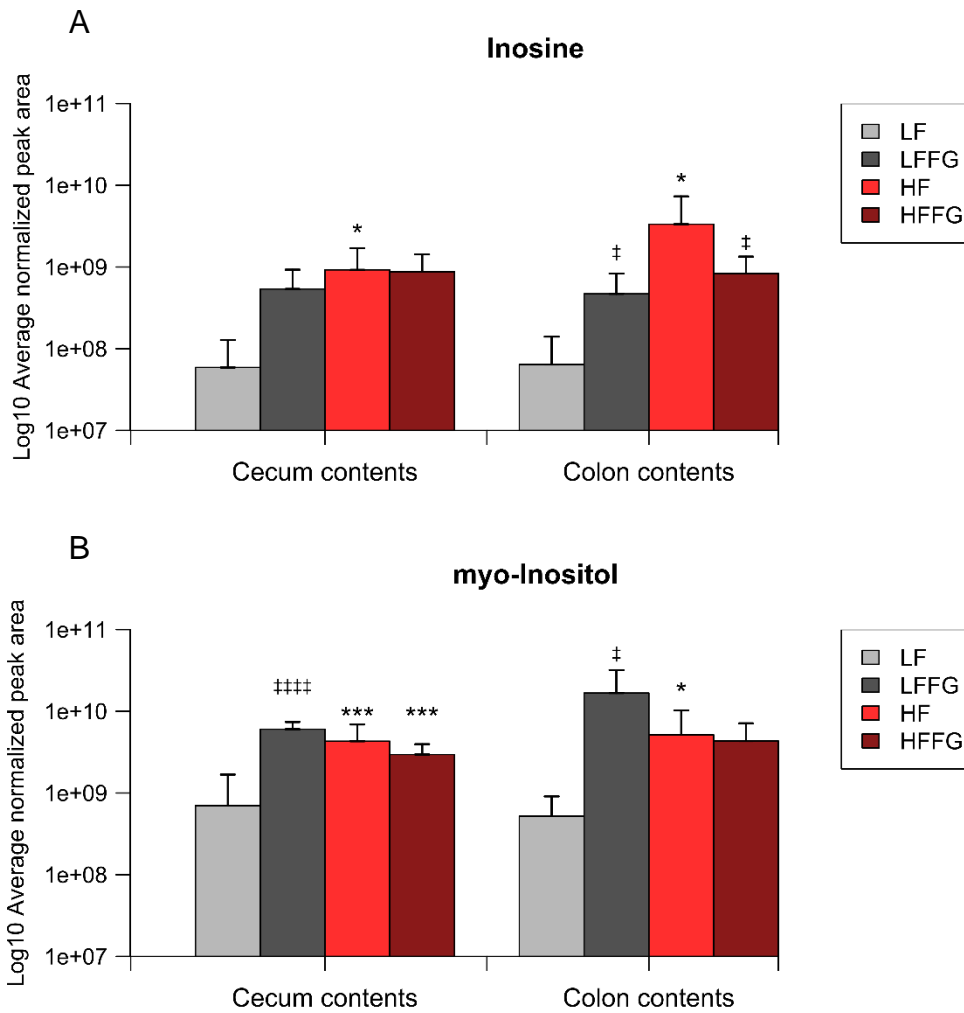 A
Inosine
Log10 Average normalized peak area
1e+11
1e+10
1e+09
1e+08
1e+07
*
‡
*
‡
Cecum contents
Colon contents
LF
LFFG
HF
HFFG
B
myo-Inositol
Log10 Average normalized peak area
1e+11
1e+10
1e+09
1e+08
1e+07
‡‡‡‡
***
***
‡
*
Cecum contents
Colon contents
LF
LFFG
HF
HFFG